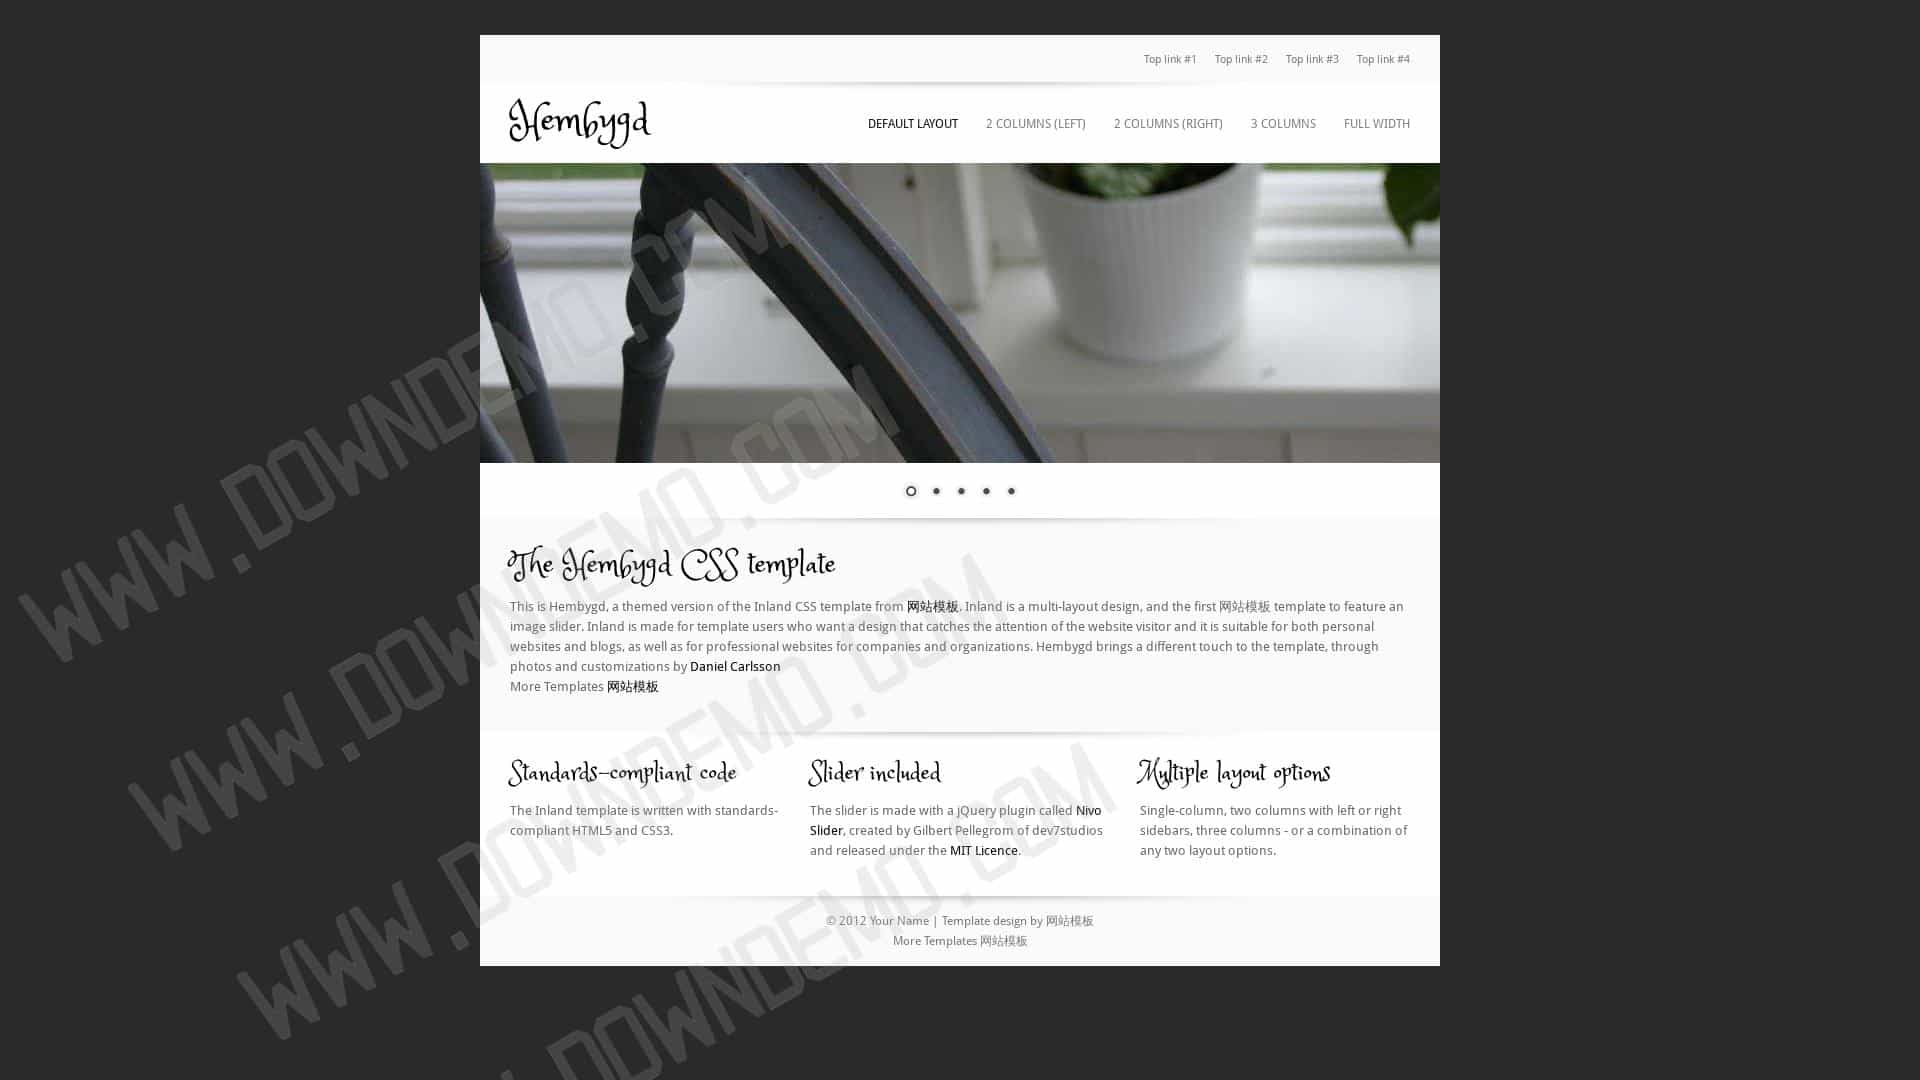 Top link #1 Top link #2 Top link #3 Top link #4
Hembygd
DEFAULT LAYOUT 2 COLUMNS (LEFT) 2 COLUMNS (RIGHT) 3 COLUMNS FULL WIDTH
The Hembygd CSS template
This is Hembygd, a themed version of the Inland CSS template from 网站模板. Inland is a multi-layout design, and the first 网站模板 template to feature an
image slider. Inland is made for template users who want a design that catches the attention of the website visitor and it is suitable for both personal
websites and blogs, as well as for professional websites for companies and organizations. Hembygd brings a different touch to the template, through
photos and customizations by Daniel Carlsson
More Templates 网站模板
Standards-compliant code
The Inland template is written with standards-
compliant HTML5 and CSS3.
Slider included
The slider is made with a jQuery plugin called Nivo
Slider, created by Gilbert Pellegrom of dev7studios
and released under the MIT Licence.
Multiple layout options
Single-column, two columns with left or right
sidebars, three columns - or a combination of
any two layout options.
© 2012 Your Name | Template design by 网站模板
More Templates 网站模板
WWW.DOWNDEMO.COM
WWW.DOWNDEMO.COM
WWW.DOWNDEMO.COM
DOWNDEMO.COM